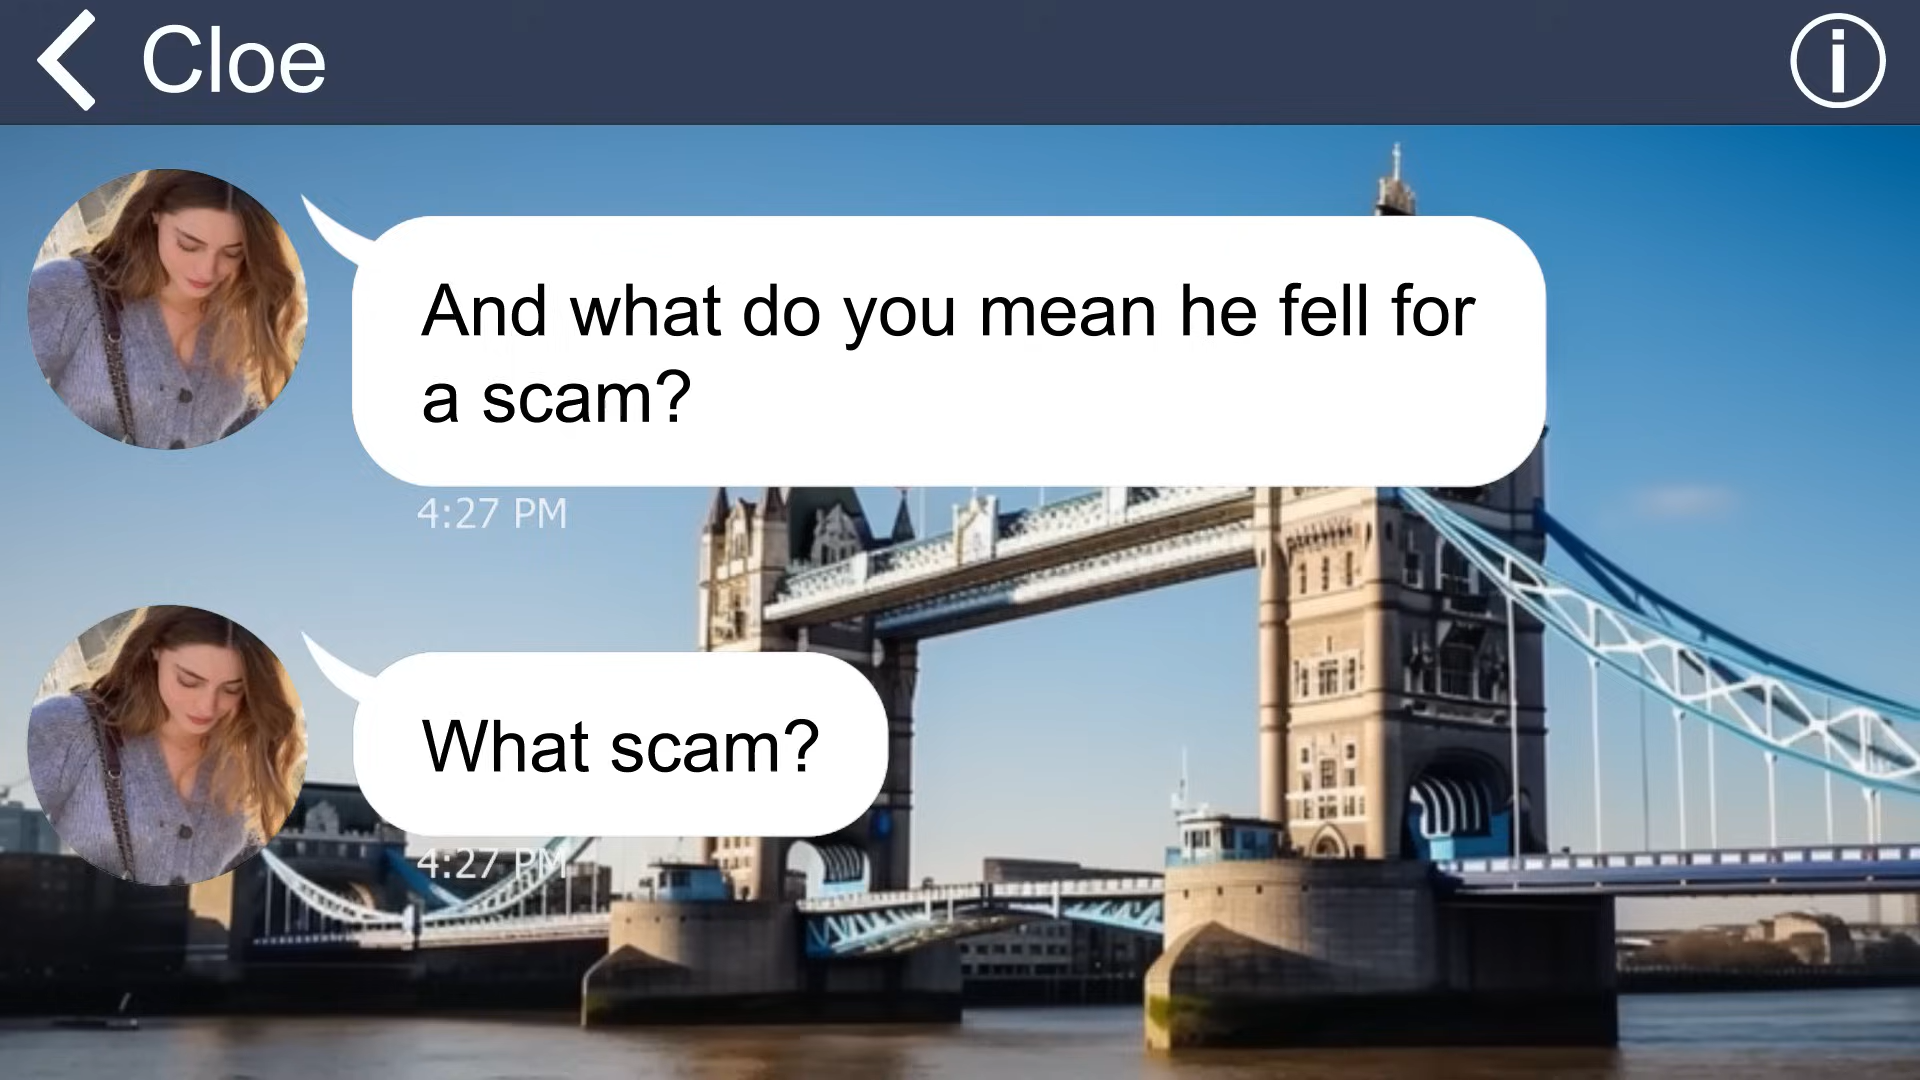 Cloe
And what do you mean he fell for
a scam?
4:27 PM
What scam?
4:27 PM